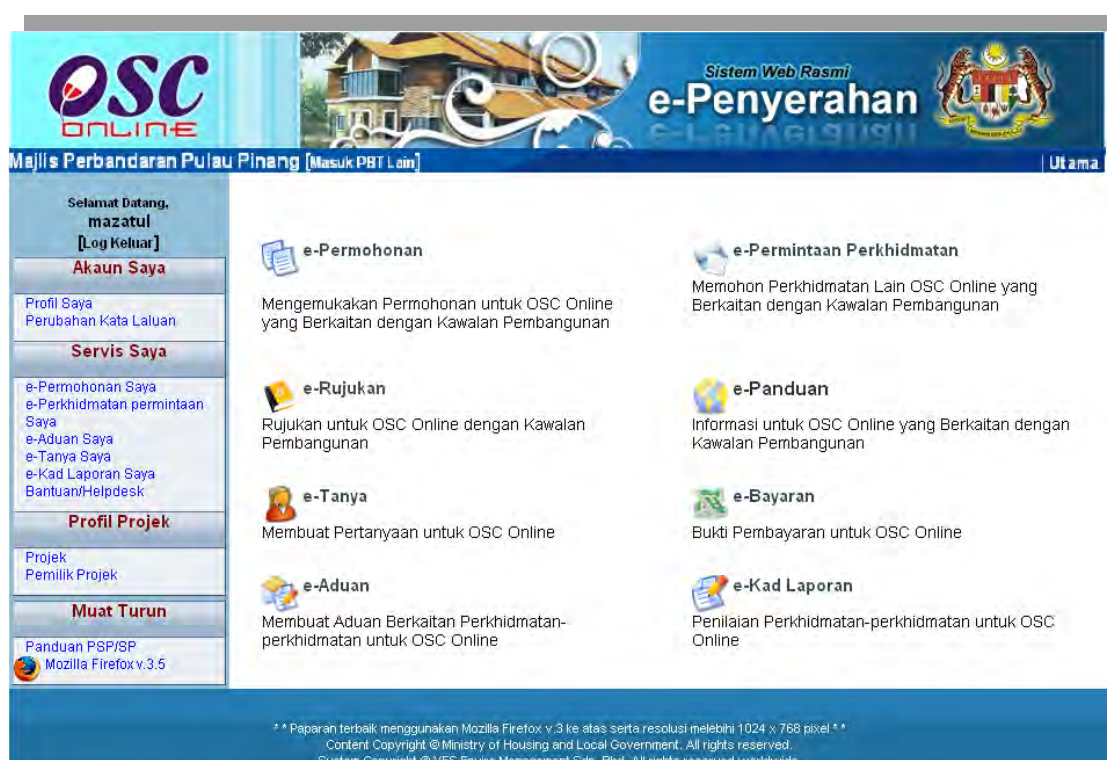 OSC
ONLINE
Sistem Web Rasmi
e-Penyerahan
Majlis Perbandaran Pulau Pinang [Masuk PBT Lain]
| Utama
Selamat Datang,
mazatul
[Log Keluar]
Akaun Saya
Profil Saya
Perubahan Kata Laluan
Servis Saya
e-Permohonan Saya
e-Perkhidmatan permintaan
Saya
e-Aduan Saya
e-Tanya Saya
e-Kad Laporan Saya
Bantuan/Helpdesk
Profil Projek
Projek
Pemilik Projek
Muat Turun
Panduan PSP/SP
Mozilla Firefox v.3.5
e-Permohonan
Mengemukakan Permohonan untuk OSC Online
yang Berkaitan dengan Kawalan Pembangunan
e-Permintaan Perkhidmatan
Memohon Perkhidmatan Lain OSC Online yang
Berkaitan dengan Kawalan Pembangunan
e-Rujukan
Rujukan untuk OSC Online dengan Kawalan
Pembangunan
e-Panduan
Informasi untuk OSC Online yang Berkaitan dengan
Kawalan Pembangunan
e-Tanya
Membuat Pertanyaan untuk OSC Online
e-Bayaran
Bukti Pembayaran untuk OSC Online
e-Aduan
Membuat Aduan Berkaitan Perkhidmatan-
perkhidmatan untuk OSC Online
e-Kad Laporan
Penilaian Perkhidmatan-perkhidmatan untuk OSC
Online
* * Paparan terbaik menggunakan Mozilla Firefox v.3 ke atas serta resolusi melebihi 1024 x 768 pixel * *
Content Copyright © Ministry of Housing and Local Government. All rights reserved.